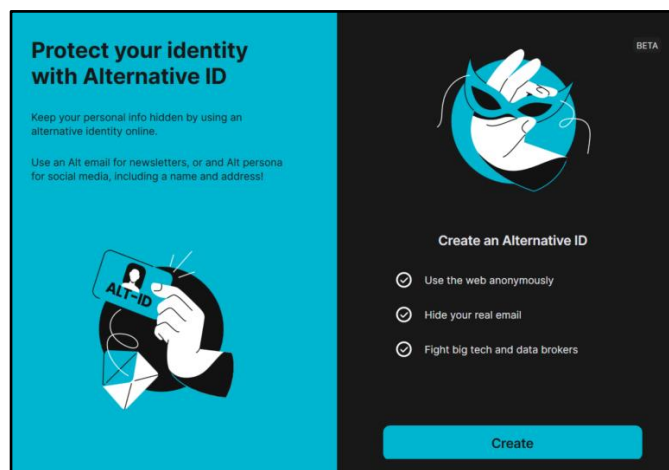 Protect your identity
with Alternative ID
Keep your personal info hidden by using an
alternative identity online.
Use an Alt email for newsletters, or and Alt persona
for social media, including a name and address!
ALT-ID
BETA
Create an Alternative ID
Use the web anonymously
Hide your real email
Fight big tech and data brokers
Create